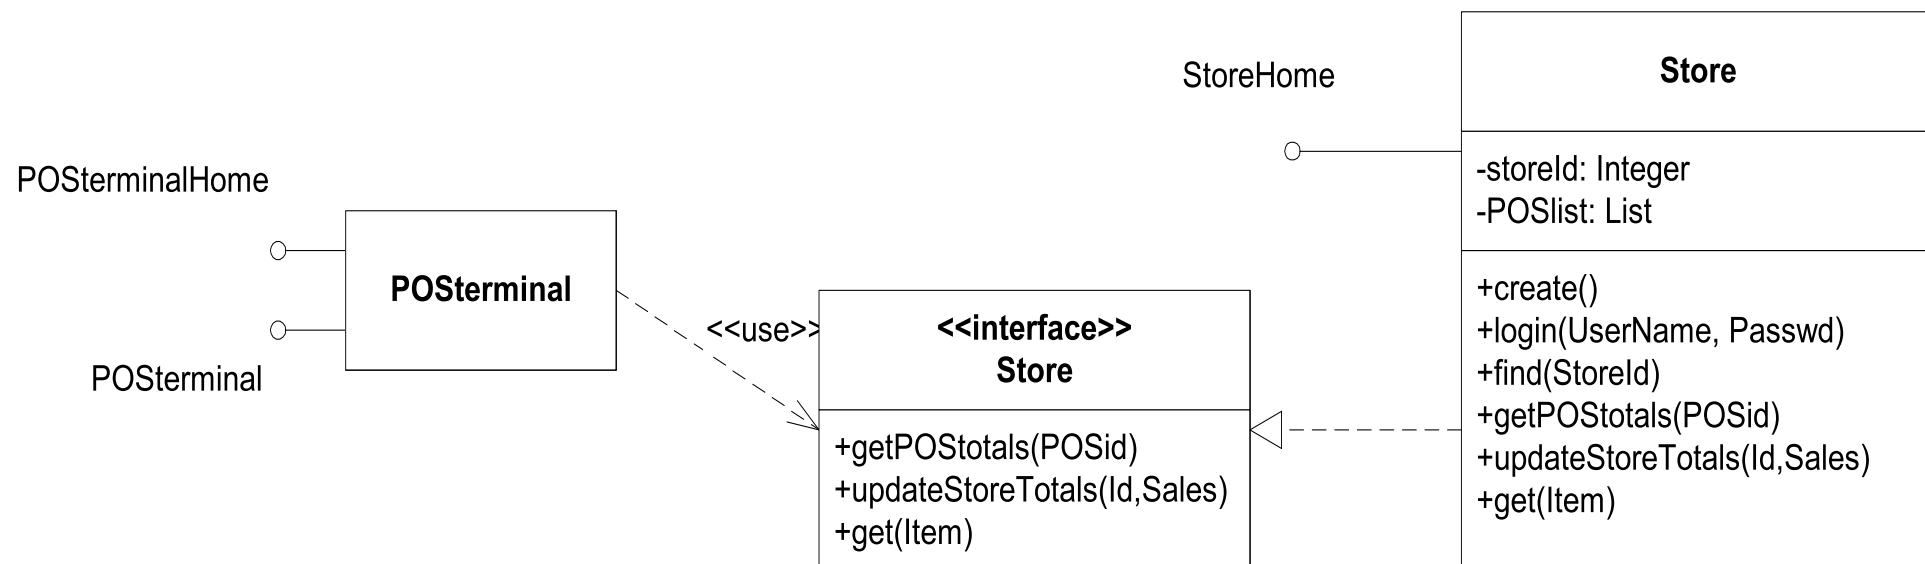 POSterminalHome
POSterminal
POSterminal
<<use>>
<<interface>>
Store
+getPOStotals(POSid)
+updateStoreTotals(Id,Sales)
+get(Item)
StoreHome
Store
-storeId: Integer
-POSlist: List
+create()
+login(UserName, Passwd)
+find(StoreId)
+getPOStotals(POSid)
+updateStoreTotals(Id,Sales)
+get(Item)